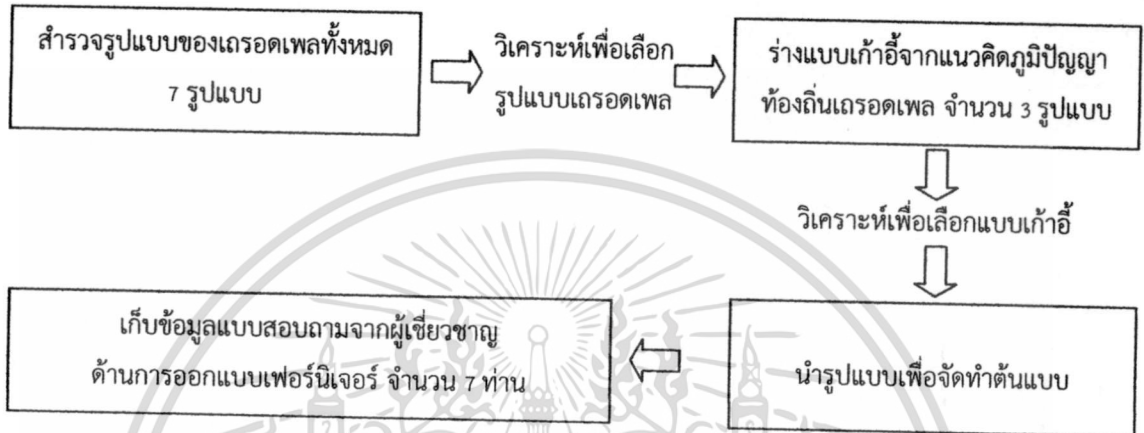 สำรวจรูปแบบของเถรอดเพลทั้งหมด
7 รูปแบบ
วิเคราะห์เพื่อเลือก
รูปแบบเถรอดเพล
ร่างแบบเก้าอี้จากแนวคิดภูมิปัญญา
ท้องถิ่นเถรอดเพล จำนวน 3 รูปแบบ
วิเคราะห์เพื่อเลือกแบบเก้าอี้
นำรูปแบบเพื่อจัดทำต้นแบบ
เก็บข้อมูลแบบสอบถามจากผู้เชี่ยวชาญ
ด้านการออกแบบเฟอร์นิเจอร์ จำนวน 7 ท่าน